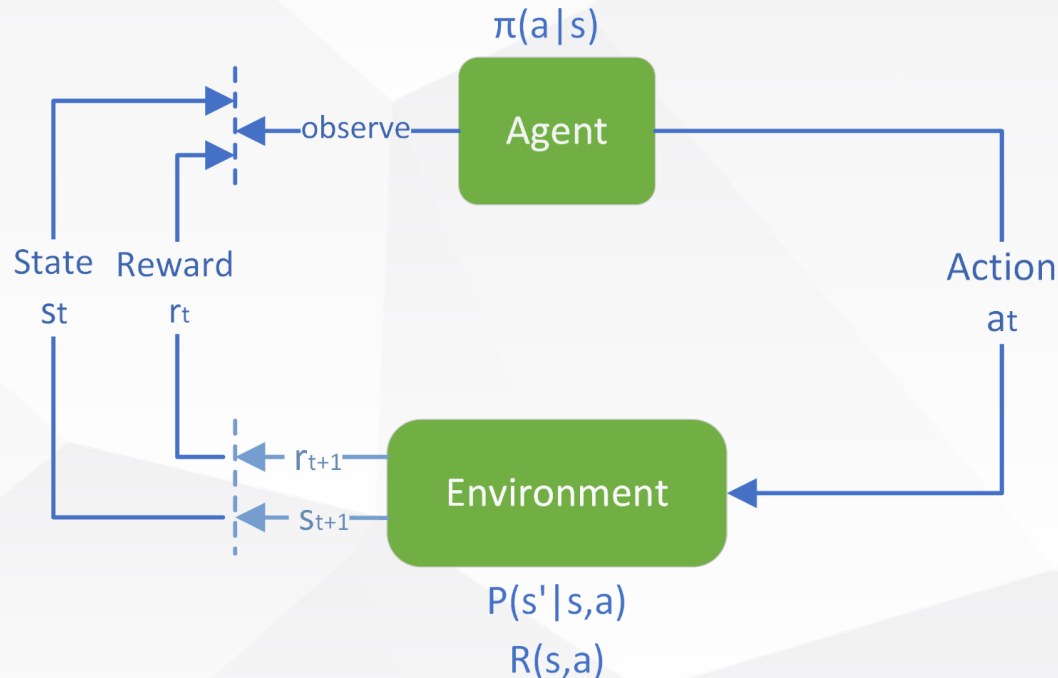 π(a|s)
observe
Agent
State
st
Reward
rt
Action
at
rt+1
st+1
Environment
P(s'|s,a)
R(s,a)